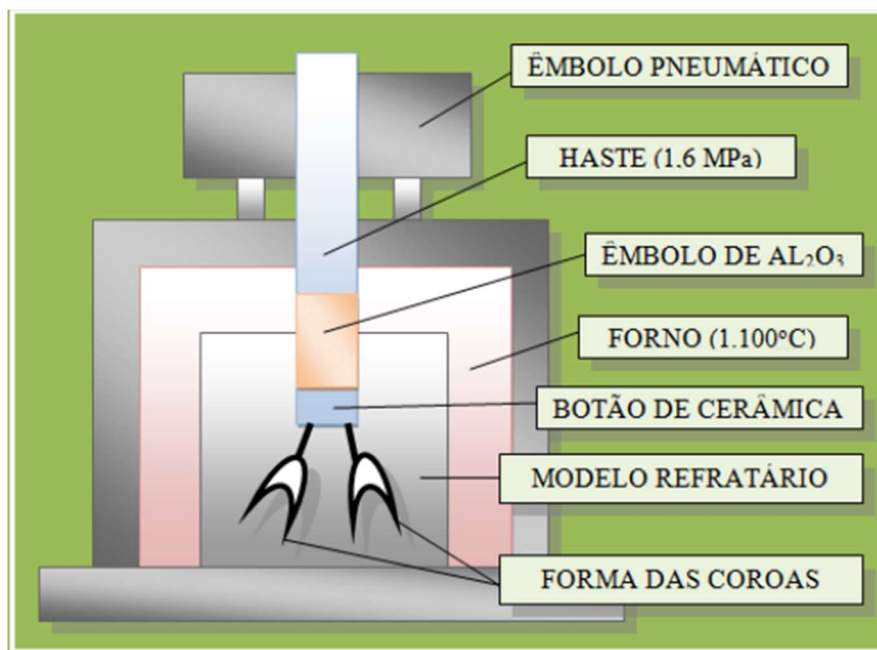 ÊMBOLO PNEUMÁTICO
HASTE (1,6 MPa)
ÊMBOLO DE AL₂O₃
FORNO (1.100°C)
BOTÃO DE CERÂMICA
MODELO REFRATÁRIO
FORMA DAS COROAS